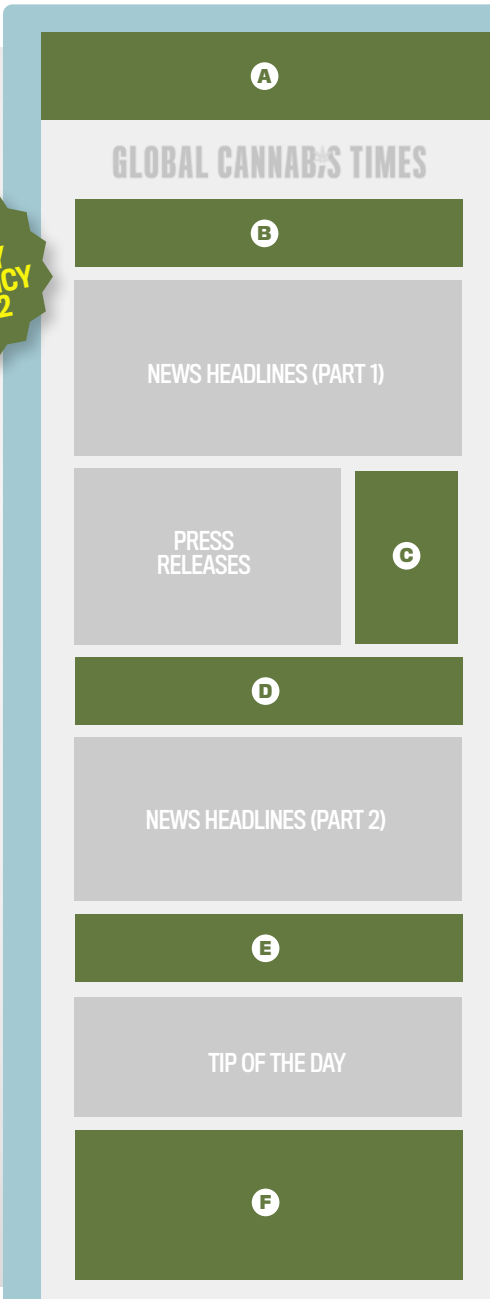 A
GLOBAL CANNABIS TIMES
B
NEWS HEADLINES (PART 1)
PRESS
RELEASES
C
D
NEWS HEADLINES (PART 2)
E
TIP OF THE DAY
F